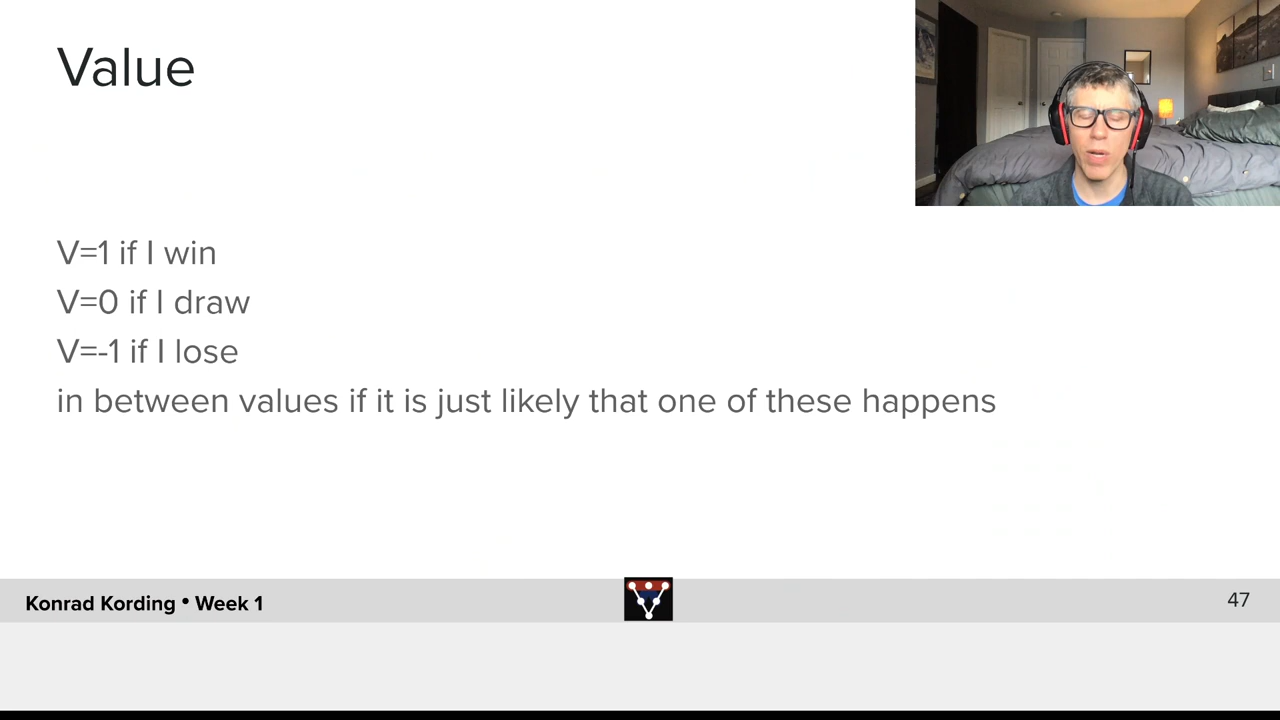 Value
V=1 if I win
V=0 if I draw
V=-1 if I lose
in between values if it is just likely that one of these happens
Konrad Kording • Week 1
47